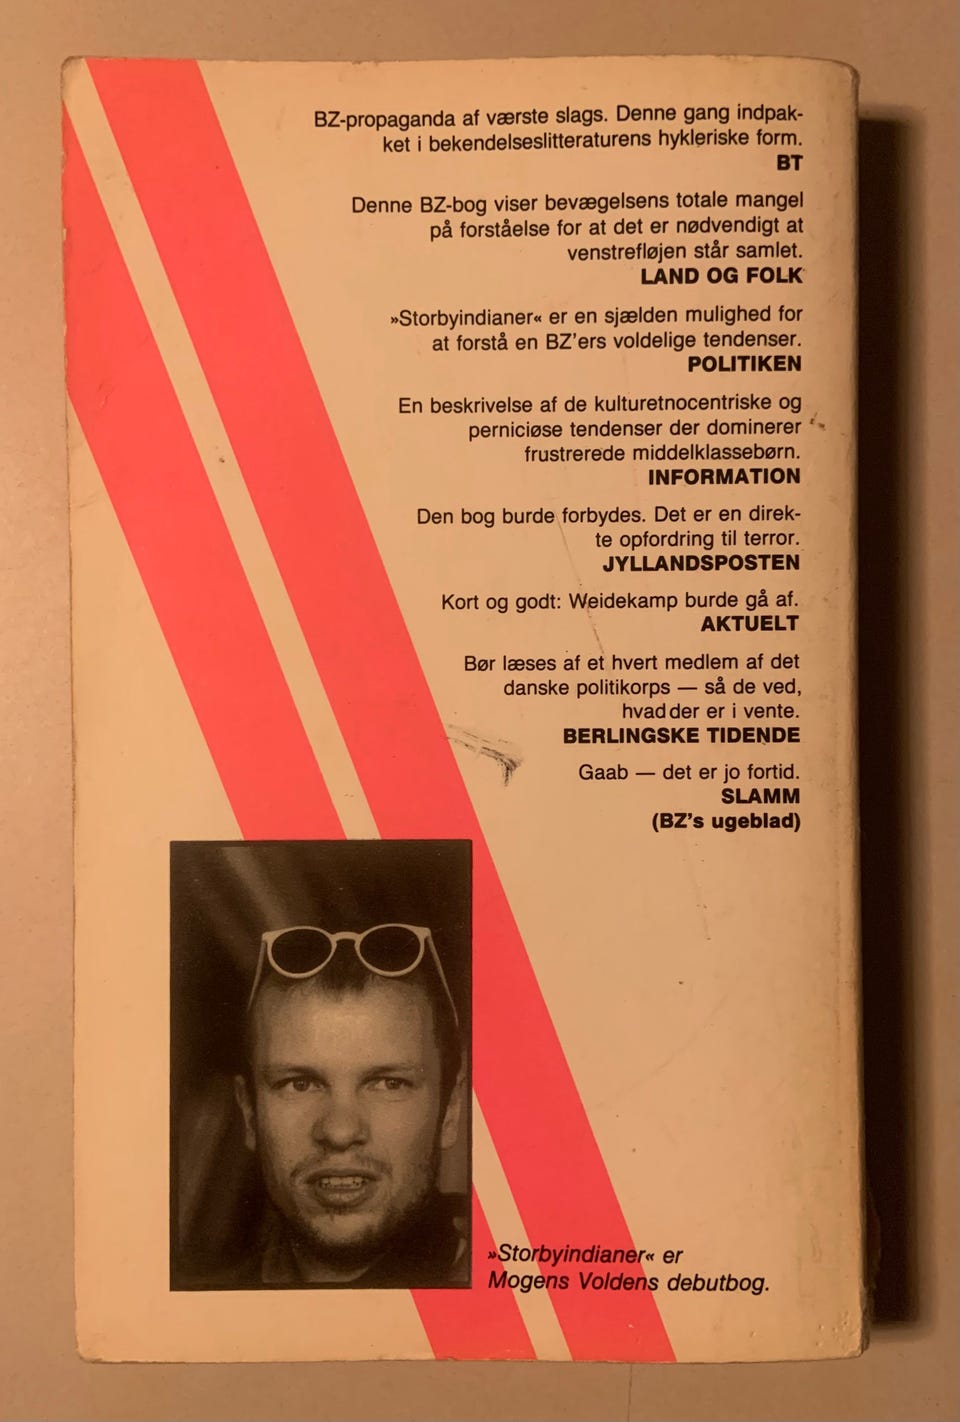 BZ-propaganda af værste slags. Denne gang indpak-
ket i bekendelseslitteraturens hykleriske form.
BT
Denne BZ-bog viser bevægelsens totale mangel
på forståelse for at det er nødvendigt at
venstrefløjen står samlet.
LAND OG FOLK
»Storbyindianer« er en sjælden mulighed for
at forstå en BZ'ers voldelige tendenser.
POLITIKEN
En beskrivelse af de kulturetnocentriske og
perniciøse tendenser der dominerer
frustrerede middelklassebørn.
INFORMATION
Den bog burde forbydes. Det er en direk-
te opfordring til terror.
JYLLANDSPOSTEN
Kort og godt: Weidekamp burde gå af.
AKTUELT
Bør læses af et hvert medlem af det
danske politikorps — så de ved,
hvad der er i vente.
BERLINGSKE TIDENDE
Gaab — det er jo fortid.
SLAMM
(BZ's ugeblad)
»Storbyindianer« er
Mogens Voldens debutbog.